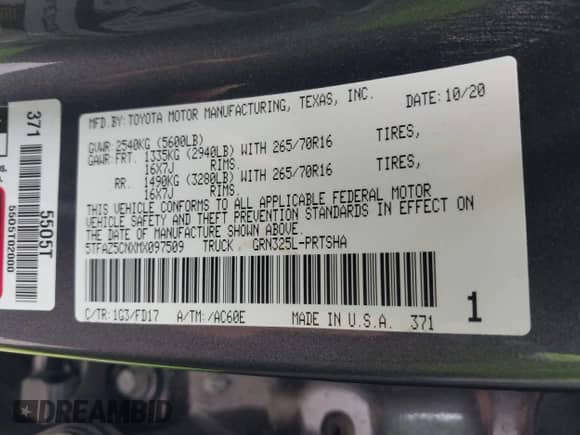 MFD.BY:TOYOTA MOTOR MANUFACTURING, TEXAS, INC. DATE:10/20
GVWR:2540KG (5600LB)
GAWR:FRT. 1335KG (2940LB) WITH 265/70R16 TIRES,
16X7J RIMS.
RR. 1490KG (3280LB) WITH 265/70R16 TIRES,
16X7J RIMS.
THIS VEHICLE CONFORMS TO ALL APPLICABLE FEDERAL MOTOR
VEHICLE SAFETY AND THEFT PREVENTION STANDARDS IN EFFECT ON
THE DATE OF MANUFACTURE SHOWN ABOVE.
5TFAZ5CNXMX097509 TRUCK GRN325L-PRTSHA
C/TR:1G3/FD17 A/TM:/AC60E MADE IN U.S.A. 371
1
371
5505T
5505T02000
DREAMBID